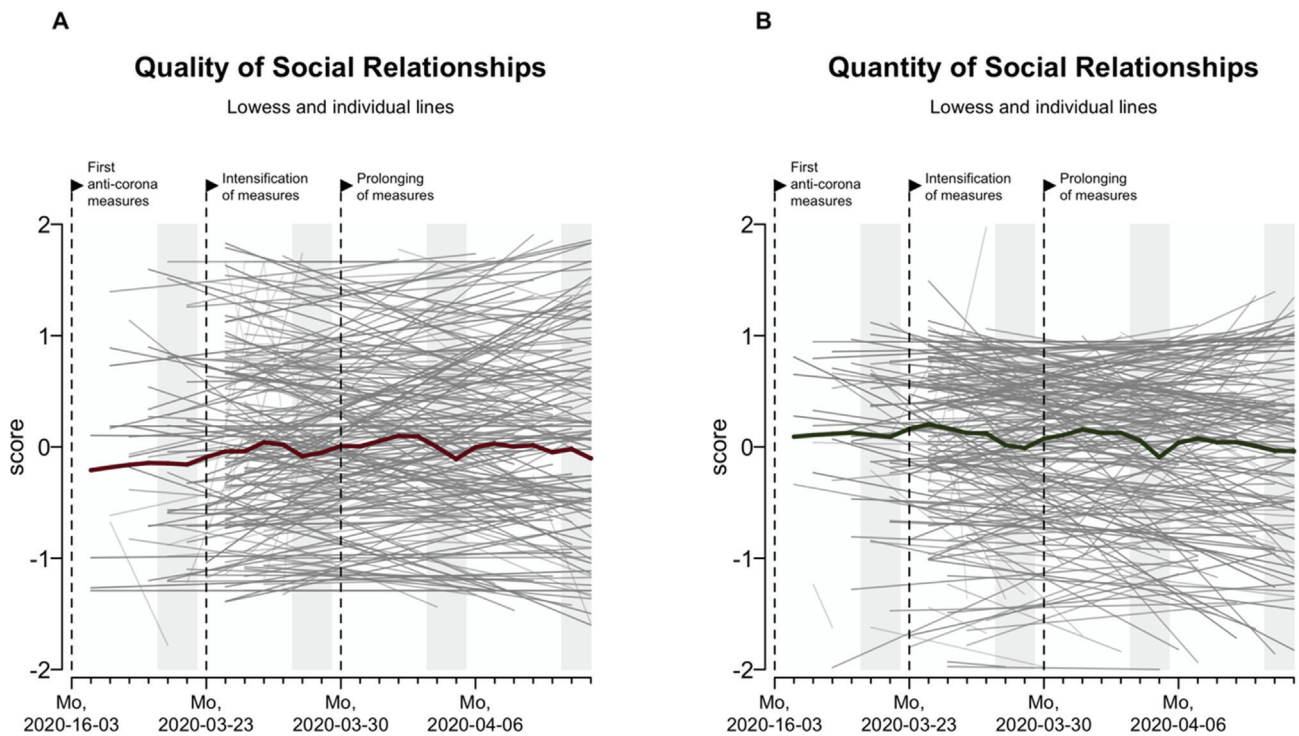 A
Quality of Social Relationships
Lowess and individual lines
First
anti-corona
measures
Intensification
of measures
Prolonging
of measures
2
1
0
-1
-2
score
Mo,
2020-16-03
Mo,
2020-03-23
Mo,
2020-03-30
Mo,
2020-04-06
B
Quantity of Social Relationships
Lowess and individual lines
First
anti-corona
measures
Intensification
of measures
Prolonging
of measures
2
1
0
-1
-2
score
Mo,
2020-16-03
Mo,
2020-03-23
Mo,
2020-03-30
Mo,
2020-04-06